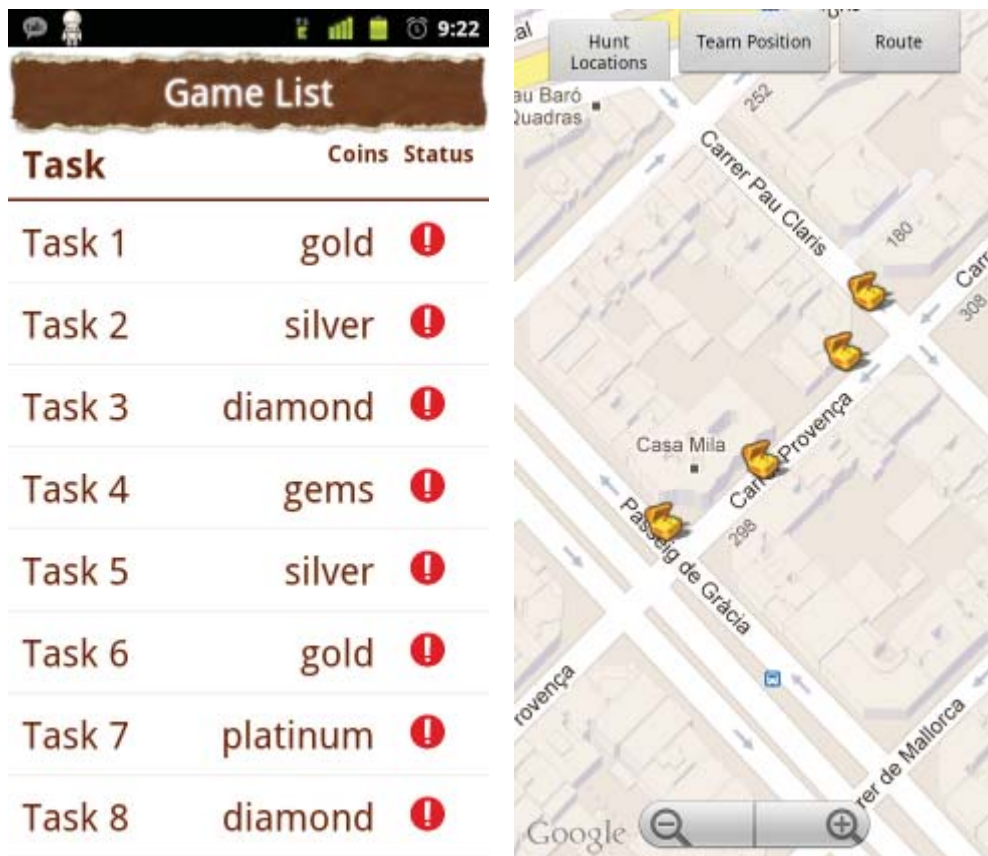 9:22
Game List
Task Coins Status
Task 1 gold
Task 2 silver
Task 3 diamond
Task 4 gems
Task 5 silver
Task 6 gold
Task 7 platinum
Task 8 diamond
Hunt
Locations
Team Position
Route
au Baró
Quadras
252
Carrer Pau Claris
180
Carr
308
Casa Mila
Provença
298
Passeig de Gràcia
rovença
rer de Mallorca
Google